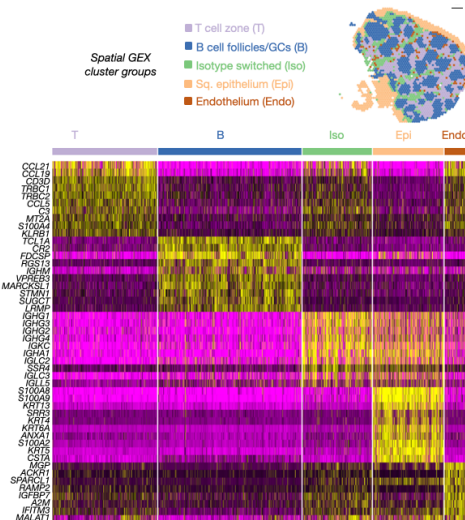 Spatial GEX
cluster groups
T cell zone (T)
B cell follicles/GCs (B)
Isotype switched (Iso)
Sq. epithelium (Epi)
Endothelium (Endo)
T B Iso Epi Endo
CCL21
CCL19
CD3D
TRBC1
TRBC2
CCL5
C3
MT2A
S100A4
KLRB1
TCL1A
CR2
FDCSP
RGS13
IGHM
VPREB3
MARCKSL1
STMN1
SUGCT
LRMP
IGHG1
IGHG3
IGHG2
IGHG4
IGKC
IGHA1
IGLC2
SSR4
IGLC3
IGLL5
S100A8
S100A9
KRT13
SRR3
KRT4
KRT6A
ANXA1
S100A2
KRT5
CSTA
MGP
ACKR1
SPARCL1
RAMP2
IGFBP7
A2M
IFITM3
MALAT1